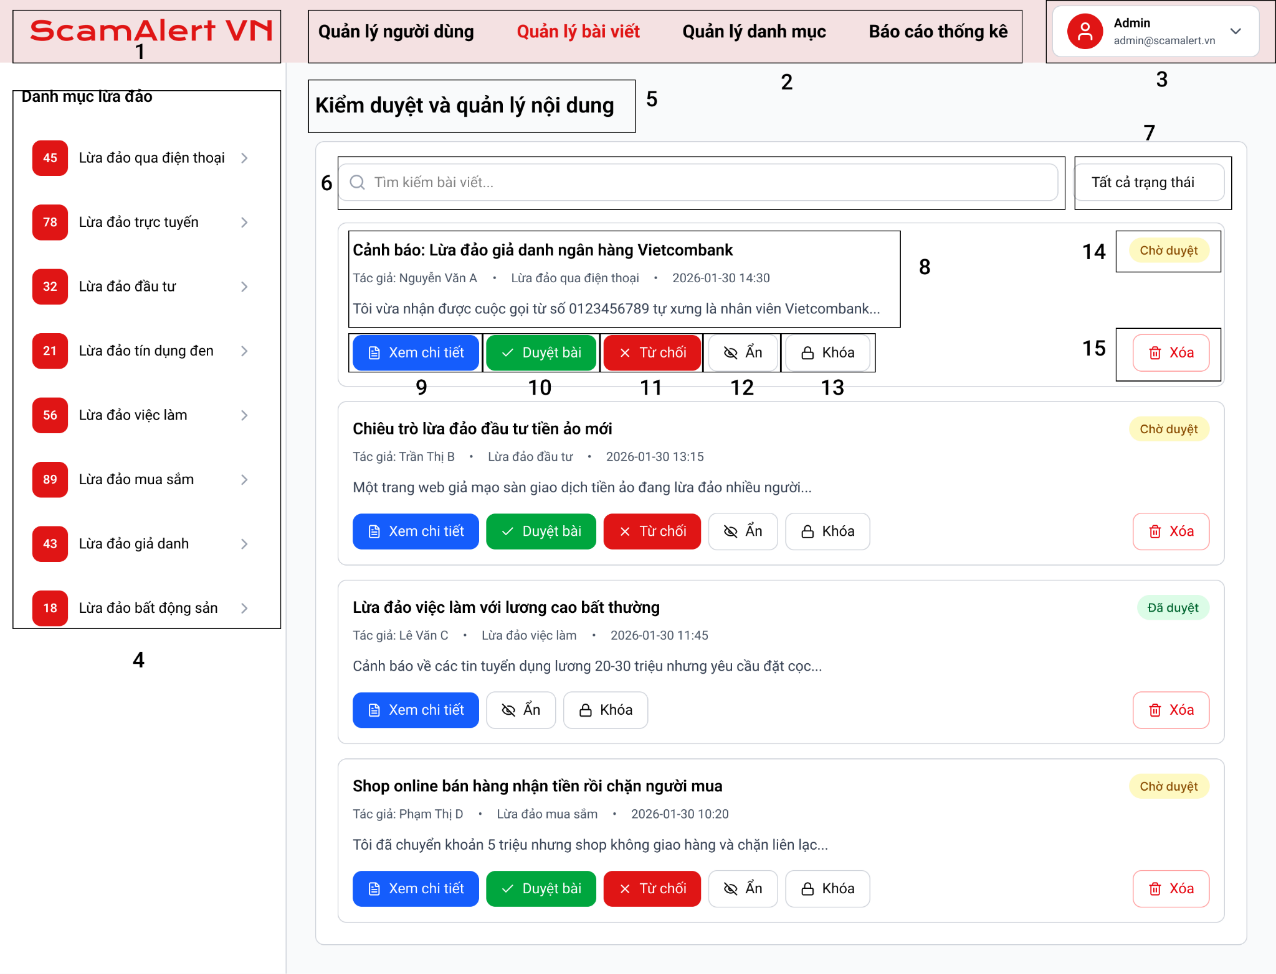 ScamAlert VN
1
Quản lý người dùng
Quản lý bài viết
Quản lý danh mục
Báo cáo thống kê
2
Admin
admin@scamalert.vn
3
Danh mục lừa đảo
45 Lừa đảo qua điện thoại
78 Lừa đảo trực tuyến
32 Lừa đảo đầu tư
21 Lừa đảo tín dụng đen
56 Lừa đảo việc làm
89 Lừa đảo mua sắm
43 Lừa đảo giả danh
18 Lừa đảo bất động sản
4
Kiểm duyệt và quản lý nội dung
5
6
Tìm kiếm bài viết...
7
Tất cả trạng thái
Cảnh báo: Lừa đảo giả danh ngân hàng Vietcombank
8
14
Chờ duyệt
Tác giả: Nguyễn Văn A • Lừa đảo qua điện thoại • 2026-01-30 14:30
Tôi vừa nhận được cuộc gọi từ số 0123456789 tự xưng là nhân viên Vietcombank...
Xem chi tiết
Duyệt bài
Từ chối
Ẩn
Khóa
15
Xóa
9
10
11
12
13
Chiêu trò lừa đảo đầu tư tiền ảo mới
Chờ duyệt
Tác giả: Trần Thị B • Lừa đảo đầu tư • 2026-01-30 13:15
Một trang web giả mạo sàn giao dịch tiền ảo đang lừa đảo nhiều người...
Xem chi tiết
Duyệt bài
Từ chối
Ẩn
Khóa
Xóa
Lừa đảo việc làm với lương cao bất thường
Đã duyệt
Tác giả: Lê Văn C • Lừa đảo việc làm • 2026-01-30 11:45
Cảnh báo về các tin tuyển dụng lương 20-30 triệu nhưng yêu cầu đặt cọc...
Xem chi tiết
Ẩn
Khóa
Xóa
Shop online bán hàng nhận tiền rồi chặn người mua
Chờ duyệt
Tác giả: Phạm Thị D • Lừa đảo mua sắm • 2026-01-30 10:20
Tôi đã chuyển khoản 5 triệu nhưng shop không giao hàng và chặn liên lạc...
Xem chi tiết
Duyệt bài
Từ chối
Ẩn
Khóa
Xóa